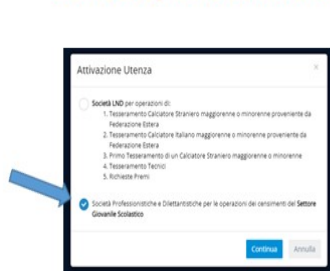 Attivazione Utenza
×
Società LND per operazioni di:
1. Tesseramento Calciatore Straniero maggiorenne o minorenne proveniente da
Federazione Estera
2. Tesseramento Calciatore Italiano maggiorenne o minorenne proveniente da
Federazione Estera
3. Primo Tesseramento di un Calciatore Straniero maggiorenne o minorenne
4. Tesseramento Tecnici
5. Richieste Premi
Società Professionistiche e Dilettantistiche per le operazioni dei censimenti del Settore
Giovanile Scolastico
Continua Annulla